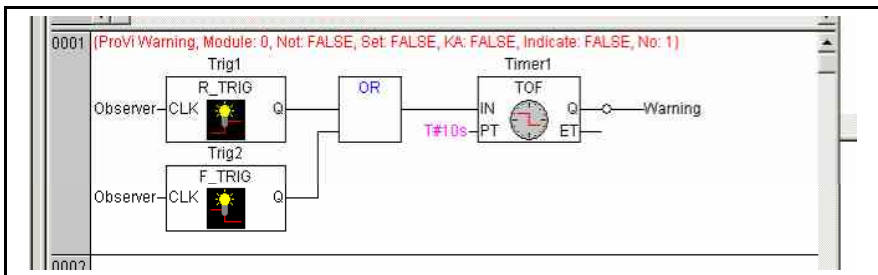 0001 (ProVi Warning, Module: 0, Not: FALSE, Set: FALSE, KA: FALSE, Indicate: FALSE, No: 1)
Trig1 Timer1
R_TRIG OR TOF
Observer CLK Q IN Q Warning
T#10s PT ET
Trig2
F_TRIG
Observer CLK Q
0002